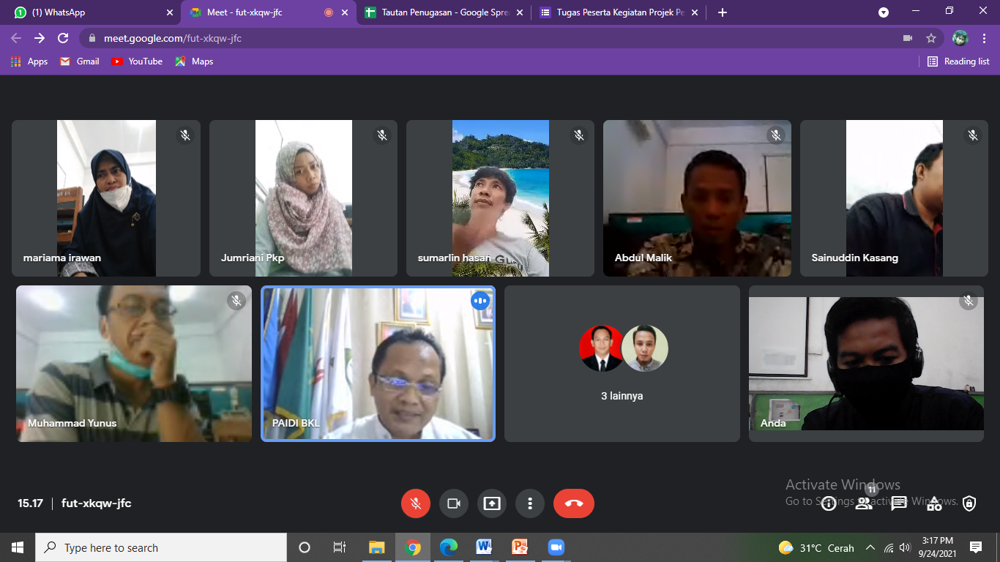 (1) WhatsApp
Meet - fut-xkqw-jfc
Tautan Penugasan - Google Spre
Tugas Peserta Kegiatan Projek Pe
meet.google.com/fut-xkqw-jfc
Apps
Gmail
YouTube
Maps
Reading list
mariama irawan
Jumriani Pkp
sumarlin hasan
Abdul Malik
Sainuddin Kasang
Muhammad Yunus
PAIDI BKL
3 lainnya
Anda
15.17
fut-xkqw-jfc
11
Activate Windows
Go to Settings to activate Windows.
Type here to search
31°C Cerah
3:17 PM
9/24/2021